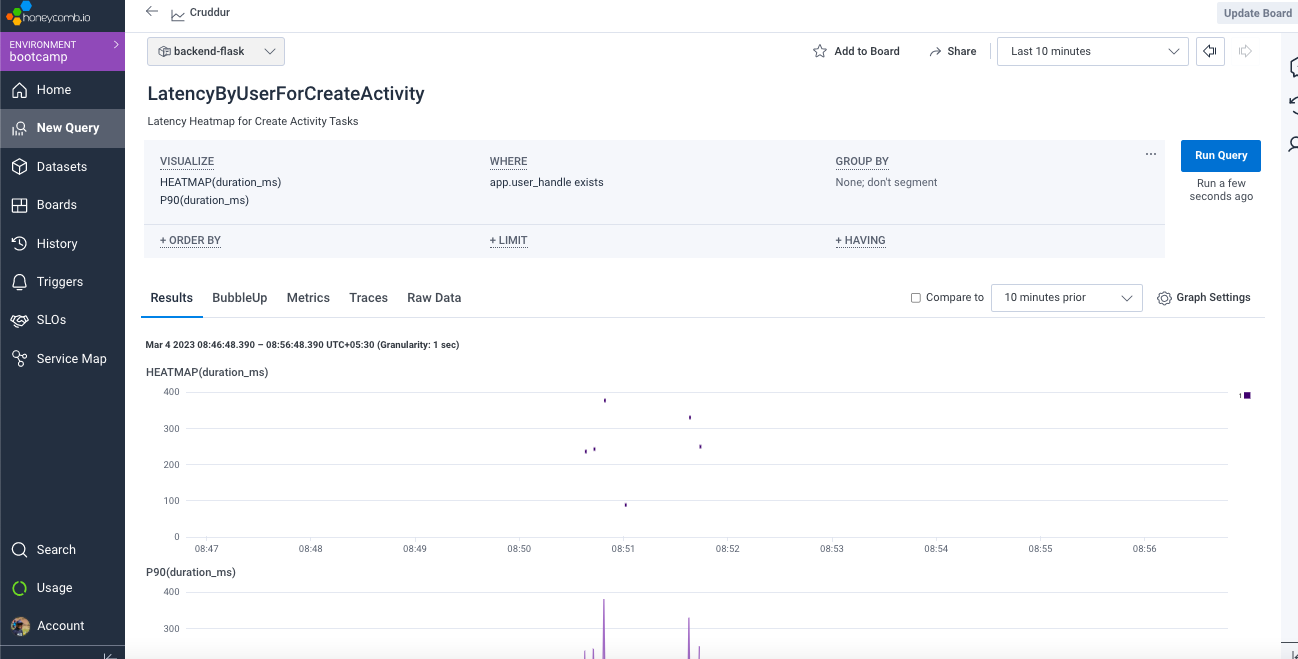 honeycomb.io
Cruddur
Update Board
ENVIRONMENT
bootcamp
backend-flask
Add to Board
Share
Last 10 minutes
Home
New Query
Datasets
Boards
History
Triggers
SLOs
Service Map
Search
Usage
Account
LatencyByUserForCreateActivity
Latency Heatmap for Create Activity Tasks
VISUALIZE
HEATMAP(duration_ms)
P90(duration_ms)
WHERE
app.user_handle exists
GROUP BY
None; don't segment
+ ORDER BY
+ LIMIT
+ HAVING
...
Run Query
Run a few
seconds ago
Results BubbleUp Metrics Traces Raw Data
Compare to
10 minutes prior
Graph Settings
Mar 4 2023 08:46:48.390 – 08:56:48.390 UTC+05:30 (Granularity: 1 sec)
HEATMAP(duration_ms)
400
300
200
100
0
08:47 08:48 08:49 08:50 08:51 08:52 08:53 08:54 08:55 08:56
1
P90(duration_ms)
400
300